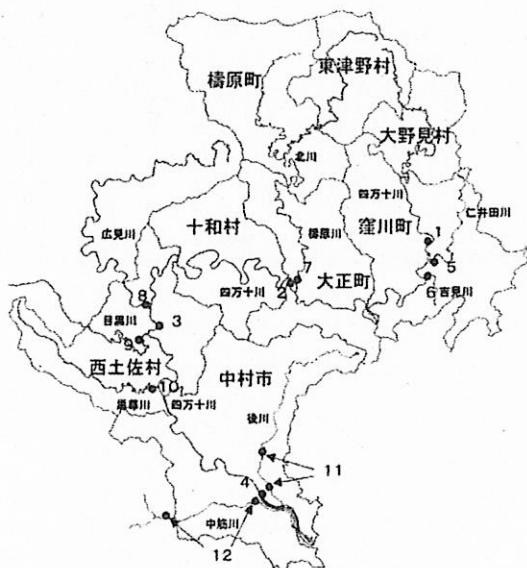 東津野村
檮原町
大野見村
北川
四万十川
仁井田川
広見川
十和村
檮原川
窪川町
1
5
7
2
四万十川
大正町
6
吉見川
8
目黒川
3
9
西土佐村
中村市
10
黒尊川
四万十川
後川
11
4
中筋川
12